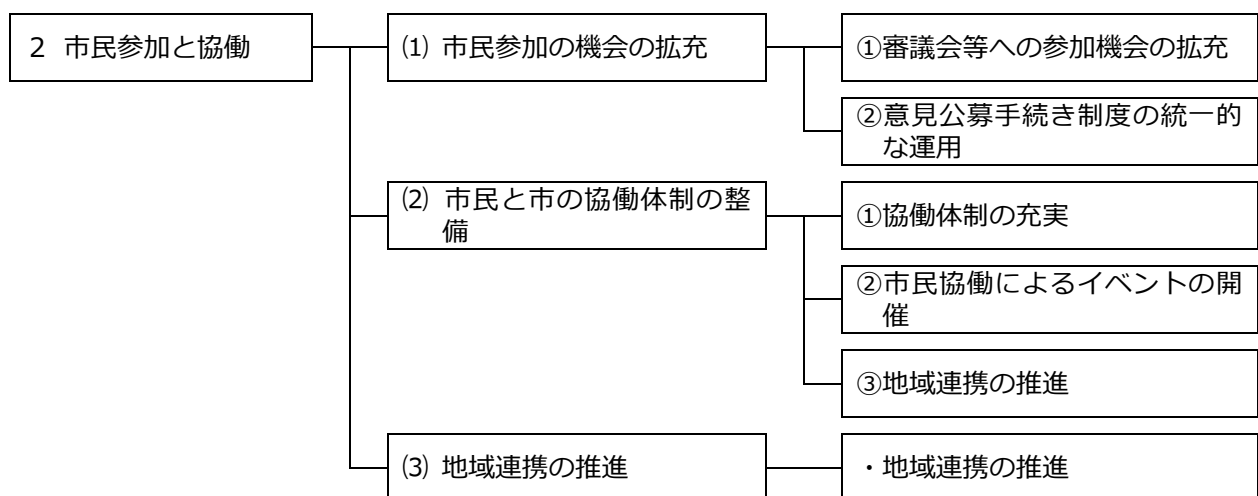 2 市民参加と協働
⑴ 市民参加の機会の拡充
①審議会等への参加機会の拡充
②意見公募手続き制度の統一的
な運用
⑵ 市民と市の協働体制の整
備
①協働体制の充実
②市民協働によるイベントの開
催
③地域連携の推進
⑶ 地域連携の推進
・地域連携の推進